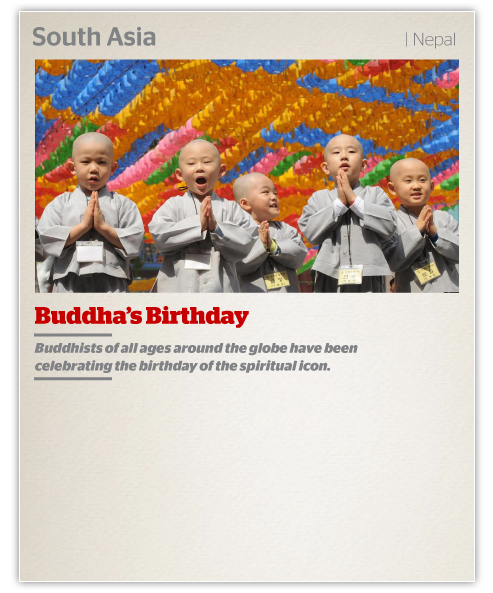 South Asia
| Nepal
Buddha's Birthday
Buddhists of all ages around the globe have been
celebrating the birthday of the spiritual icon.